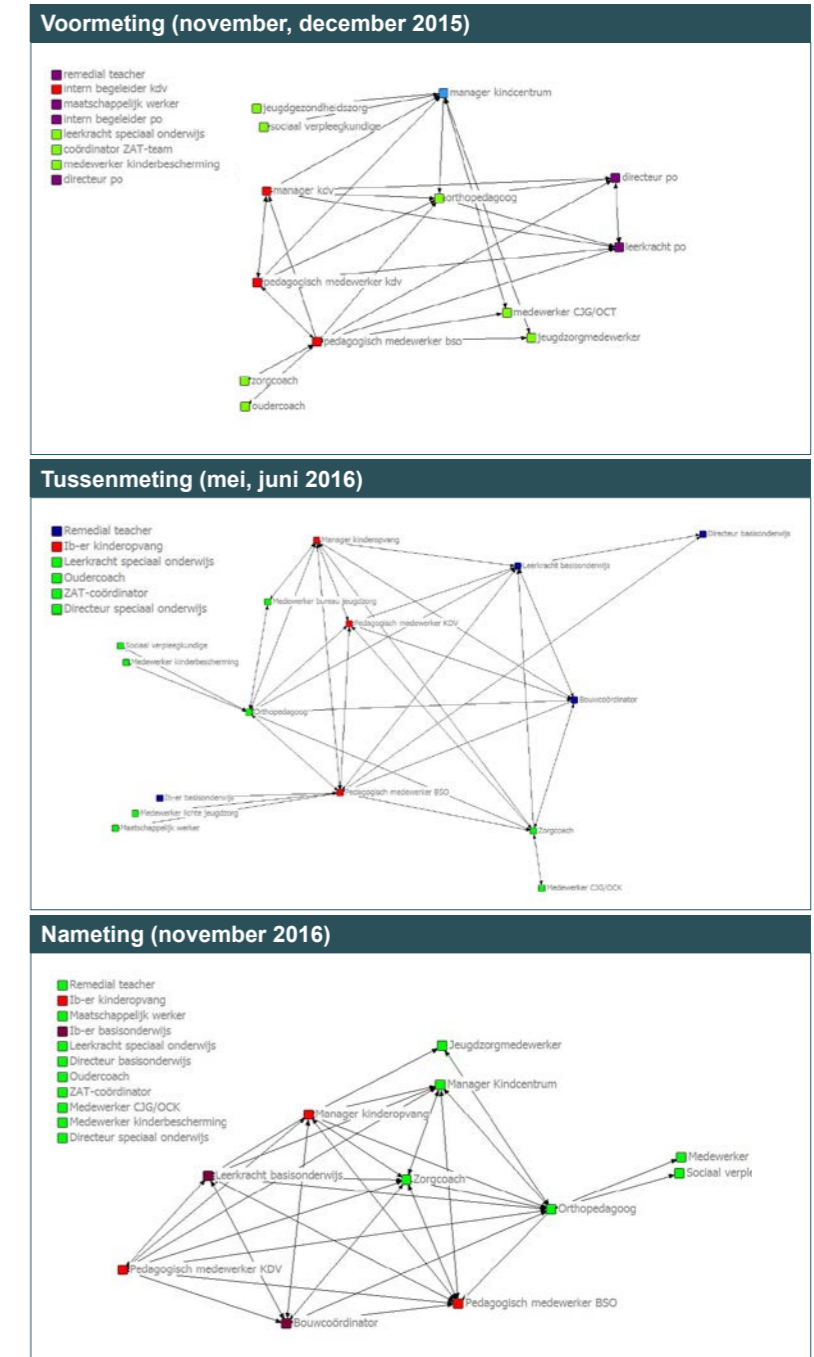 Voormeting (november, december 2015)
remedial teacher
intern begeleider kdv
maatschappelijk werker
intern begeleider po
leerkracht speciaal onderwijs
coördinator ZAT-team
medewerker kinderbescherming
directeur po
manager kindcentrum
jeugdgezondheidszorg
sociaal verpleegkundige
directeur po
manager kdv
orthopedagoog
leerkracht po
pedagogisch medewerker kdv
medewerker CJG/OCT
pedagogisch medewerker bso
jeugdzorgmedewerker
zorgcoach
oudercoach
Tussenmeting (mei, juni 2016)
Remedial teacher
Ib-er kinderopvang
Leerkracht speciaal onderwijs
Oudercoach
ZAT-coördinator
Directeur speciaal onderwijs
Manager kinderopvang
Directeur basisonderwijs
Leerkracht basisonderwijs
Medewerker bureau jeugdzorg
Pedagogisch medewerker KDV
Sociaal verpleegkundige
Medewerker kinderbescherming
Bouwcoördinator
Orthopedagoog
Pedagogisch medewerker BSO
Ib-er basisonderwijs
Medewerker lichte jeugdzorg
Maatschappelijk werker
Zorgcoach
Medewerker CJG/OCK
Nameting (november 2016)
Remedial teacher
Ib-er kinderopvang
Maatschappelijk werker
Ib-er basisonderwijs
Leerkracht speciaal onderwijs
Directeur basisonderwijs
Oudercoach
ZAT-coördinator
Medewerker CJG/OCK
Medewerker kinderbescherming
Directeur speciaal onderwijs
Jeugdzorgmedewerker
Manager Kindcentrum
Manager kinderopvang
Medewerker
Leerkracht basisonderwijs
Zorgcoach
Sociaal verple
Orthopedagoog
Pedagogisch medewerker KDV
Pedagogisch medewerker BSO
Bouwcoördinator